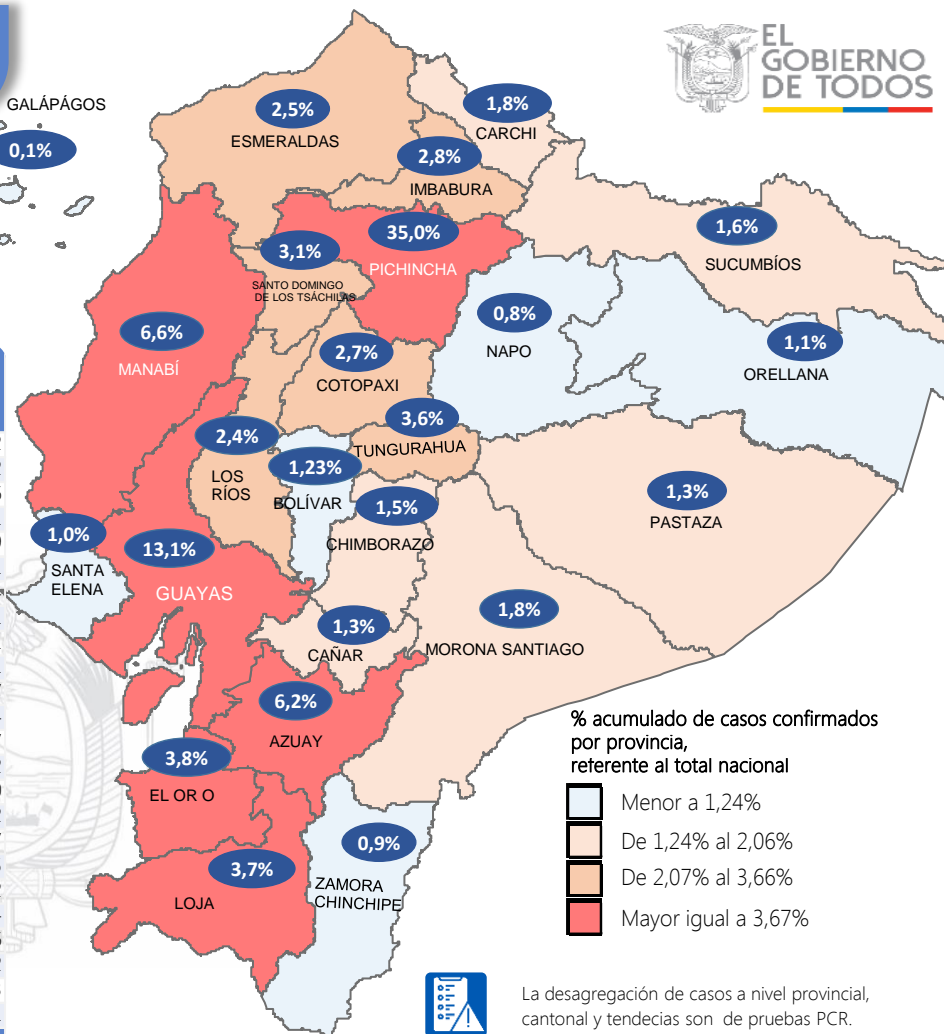 EL
GOBIERNO
DE TODOS
GALÁPÁGOS
0,1%
2,5%
ESMERALDAS
1,8%
CARCHI
2,8%
IMBABURA
1,6%
SUCUMBÍOS
35,0%
PICHINCHA
3,1%
SANTO DOMINGO
DE LOS TSÁCHILAS
6,6%
MANABÍ
0,8%
NAPO
1,1%
ORELLANA
2,7%
COTOPAXI
3,6%
TUNGURAHUA
2,4%
LOS
RÍOS
1,23%
BOLÍVAR
1,5%
CHIMBORAZO
1,3%
PASTAZA
1,0%
SANTA
ELENA
13,1%
GUAYAS
1,3%
CAÑAR
1,8%
MORONA SANTIAGO
6,2%
AZUAY
3,8%
EL OR O
3,7%
LOJA
0,9%
ZAMORA
CHINCHIPE
% acumulado de casos confirmados
por provincia,
referente al total nacional
Menor a 1,24%
De 1,24% al 2,06%
De 2,07% al 3,66%
Mayor igual a 3,67%
La desagregación de casos a nivel provincial,
cantonal y tendecias son de pruebas PCR.